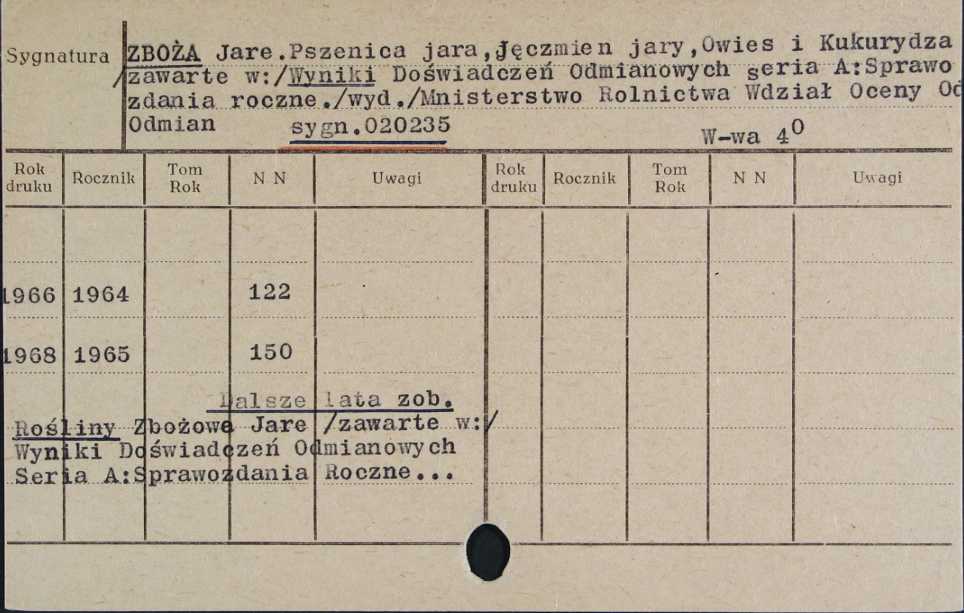 Sygnatura
ZBOŻA Jare.Pszenica jara,Jęczmien jary,Owies i Kukurydza
/zawarte w:/Wyniki Doświadczeń Odmianowych seria A:Sprawo
zdania roczne./wyd./Mnisterstwo Rolnictwa Wdział Oceny Od
Odmian sygn.020235
W-wa 4⁰
Rok druku Rocznik Tom Rok N N Uwagi Rok druku Rocznik Tom Rok N N Uwagi
1966 1964 122
1968 1965 150
Dalsze lata zob.
Rośliny Zbożowe Jare /zawarte w:/
Wyniki Doświadczeń Odmianowych
Seria A:Sprawozdania Roczne...